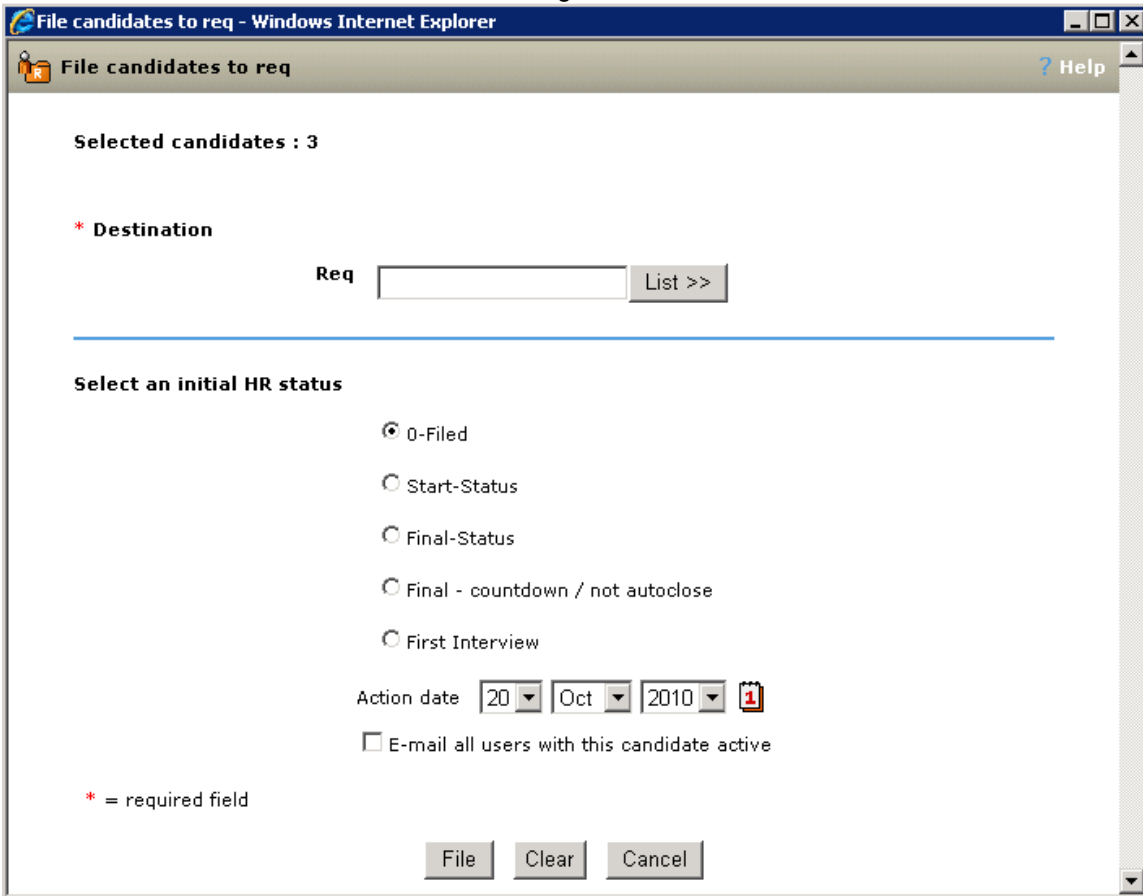 File candidates to req - Windows Internet Explorer
R File candidates to req ? Help
Selected candidates : 3
* Destination
Req List >>
Select an initial HR status
0-Filed
Start-Status
Final-Status
Final - countdown / not autoclose
First Interview
Action date 20 Oct 2010 1
E-mail all users with this candidate active
* = required field
File Clear Cancel